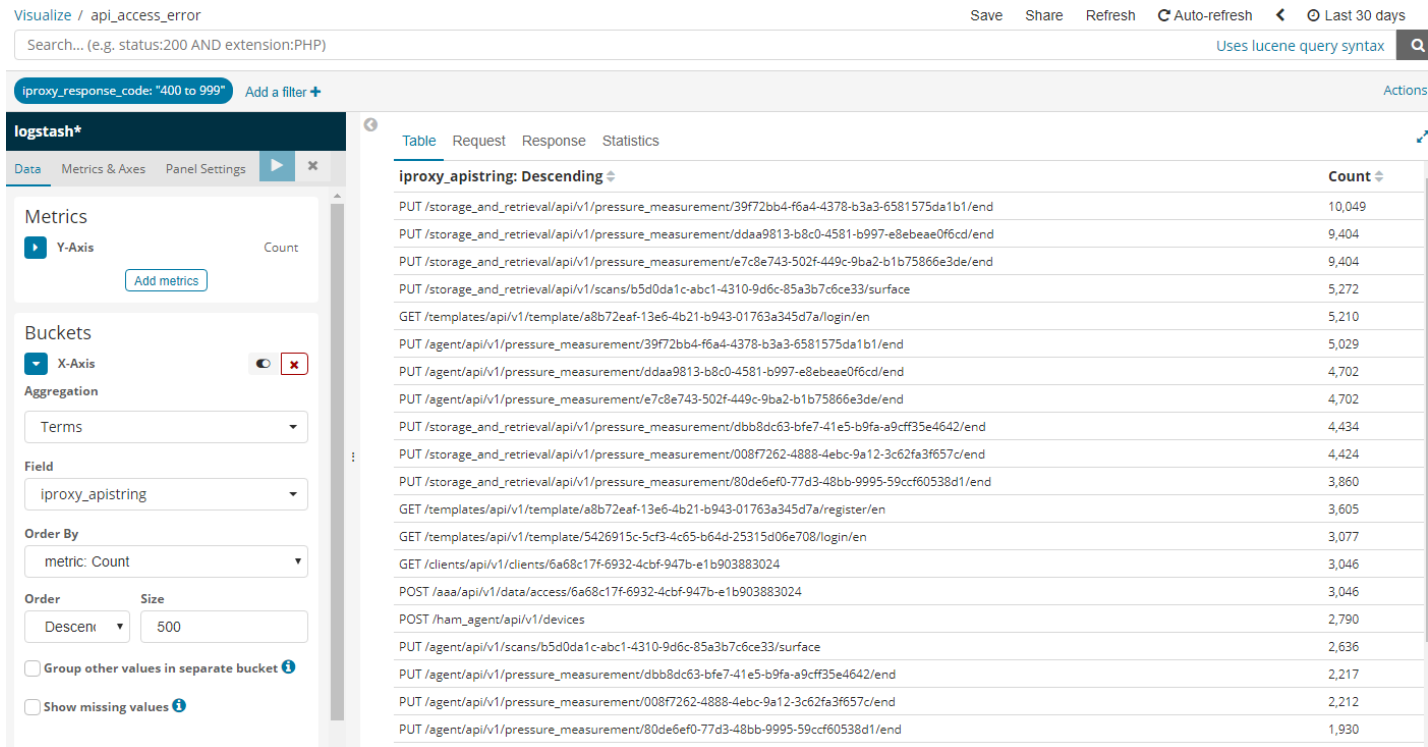 Visualize / api_access_error
Save Share Refresh Auto-refresh Last 30 days
Search... (e.g. status:200 AND extension:PHP)
Uses lucene query syntax
iproxy_response_code: "400 to 999"
Add a filter +
Actions
logstash*
Data Metrics & Axes Panel Settings
Metrics
Y-Axis Count
Add metrics
Buckets
X-Axis
Aggregation
Terms
Field
iproxy_apistring
Order By
metric: Count
Order Size
Descen 500
Group other values in separate bucket
Show missing values
Table Request Response Statistics
iproxy_apistring: Descending Count
PUT /storage_and_retrieval/api/v1/pressure_measurement/39f72bb4-f6a4-4378-b3a3-6581575da1b1/end 10,049
PUT /storage_and_retrieval/api/v1/pressure_measurement/ddaa9813-b8c0-4581-b997-e8ebeae0f6cd/end 9,404
PUT /storage_and_retrieval/api/v1/pressure_measurement/e7c8e743-502f-449c-9ba2-b1b75866e3de/end 9,404
PUT /storage_and_retrieval/api/v1/scans/b5d0da1c-abc1-4310-9d6c-85a3b7c6ce33/surface 5,272
GET /templates/api/v1/template/a8b72eaf-13e6-4b21-b943-01763a345d7a/login/en 5,210
PUT /agent/api/v1/pressure_measurement/39f72bb4-f6a4-4378-b3a3-6581575da1b1/end 5,029
PUT /agent/api/v1/pressure_measurement/ddaa9813-b8c0-4581-b997-e8ebeae0f6cd/end 4,702
PUT /agent/api/v1/pressure_measurement/e7c8e743-502f-449c-9ba2-b1b75866e3de/end 4,702
PUT /storage_and_retrieval/api/v1/pressure_measurement/dbb8dc63-bfe7-41e5-b9fa-a9cff35e4642/end 4,434
PUT /storage_and_retrieval/api/v1/pressure_measurement/008f7262-4888-4ebc-9a12-3c62fa3f657c/end 4,424
PUT /storage_and_retrieval/api/v1/pressure_measurement/80de6ef0-77d3-48bb-9995-59ccf60538d1/end 3,860
GET /templates/api/v1/template/a8b72eaf-13e6-4b21-b943-01763a345d7a/register/en 3,605
GET /templates/api/v1/template/5426915c-5cf3-4c65-b64d-25315d06e708/login/en 3,077
GET /clients/api/v1/clients/6a68c17f-6932-4cbf-947b-e1b903883024 3,046
POST /aaa/api/v1/data/access/6a68c17f-6932-4cbf-947b-e1b903883024 3,046
POST /ham_agent/api/v1/devices 2,790
PUT /agent/api/v1/scans/b5d0da1c-abc1-4310-9d6c-85a3b7c6ce33/surface 2,636
PUT /agent/api/v1/pressure_measurement/dbb8dc63-bfe7-41e5-b9fa-a9cff35e4642/end 2,217
PUT /agent/api/v1/pressure_measurement/008f7262-4888-4ebc-9a12-3c62fa3f657c/end 2,212
PUT /agent/api/v1/pressure_measurement/80de6ef0-77d3-48bb-9995-59ccf60538d1/end 1,930